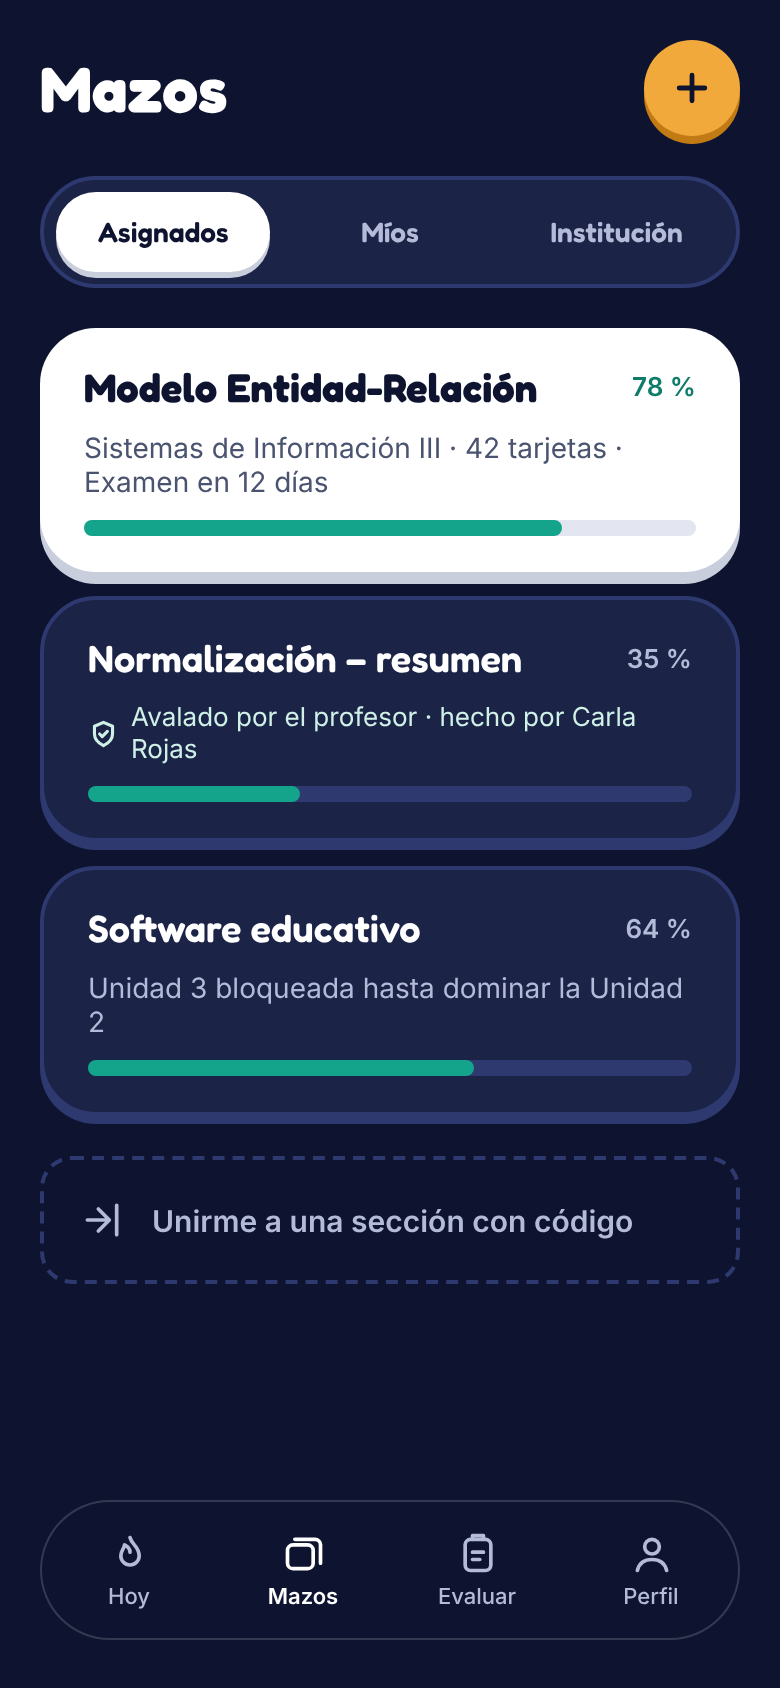 Mazos
Asignados
Míos
Institución
Modelo Entidad-Relación
78 %
Sistemas de Información III · 42 tarjetas ·
Examen en 12 días
Normalización – resumen
35 %
Avalado por el profesor · hecho por Carla
Rojas
Software educativo
64 %
Unidad 3 bloqueada hasta dominar la Unidad
2
Unirme a una sección con código
Hoy
Mazos
Evaluar
Perfil